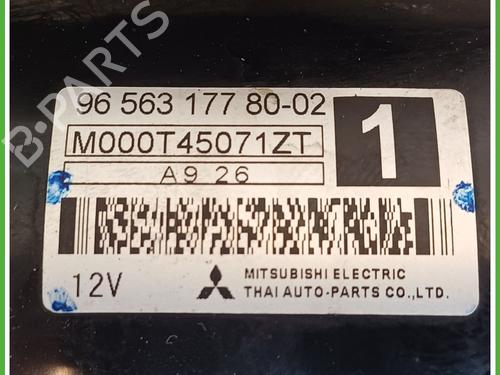 96 563 177 80-02
M000T45071ZT
1
A9 26
12V
MITSUBISHI ELECTRIC
THAI AUTO-PARTS CO.,LTD.
B-PARTS